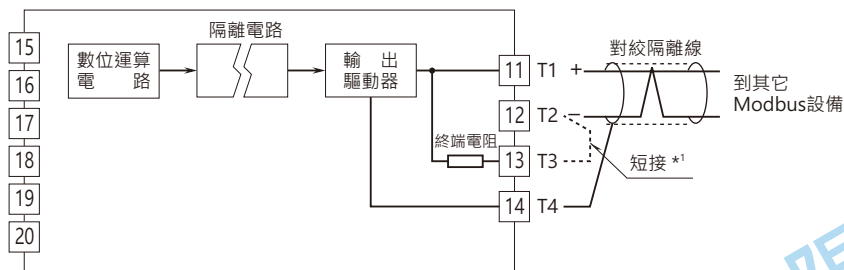 15
16
17
18
19
20
數位運算
電 路
隔離電路
輸 出
驅動器
終端電阻
11 T1 +
12 T2 −
13 T3
14 T4
對絞隔離線
短接 *1
到其它
Modbus設備